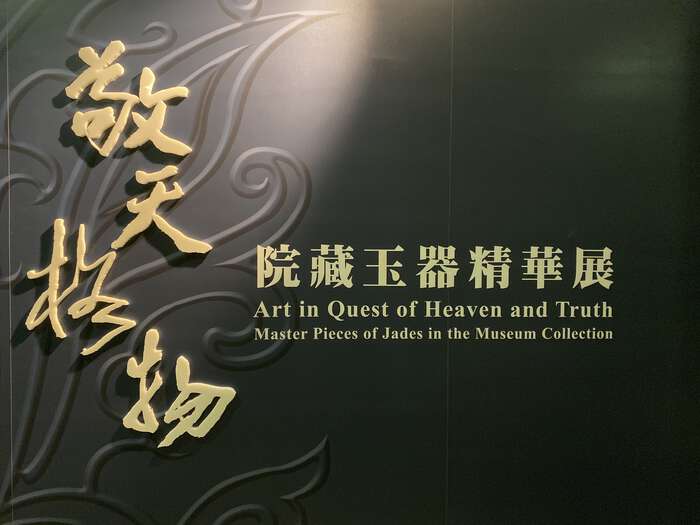 敬天格物
院藏玉器精華展
Art in Quest of Heaven and Truth
Master Pieces of Jades in the Museum Collection